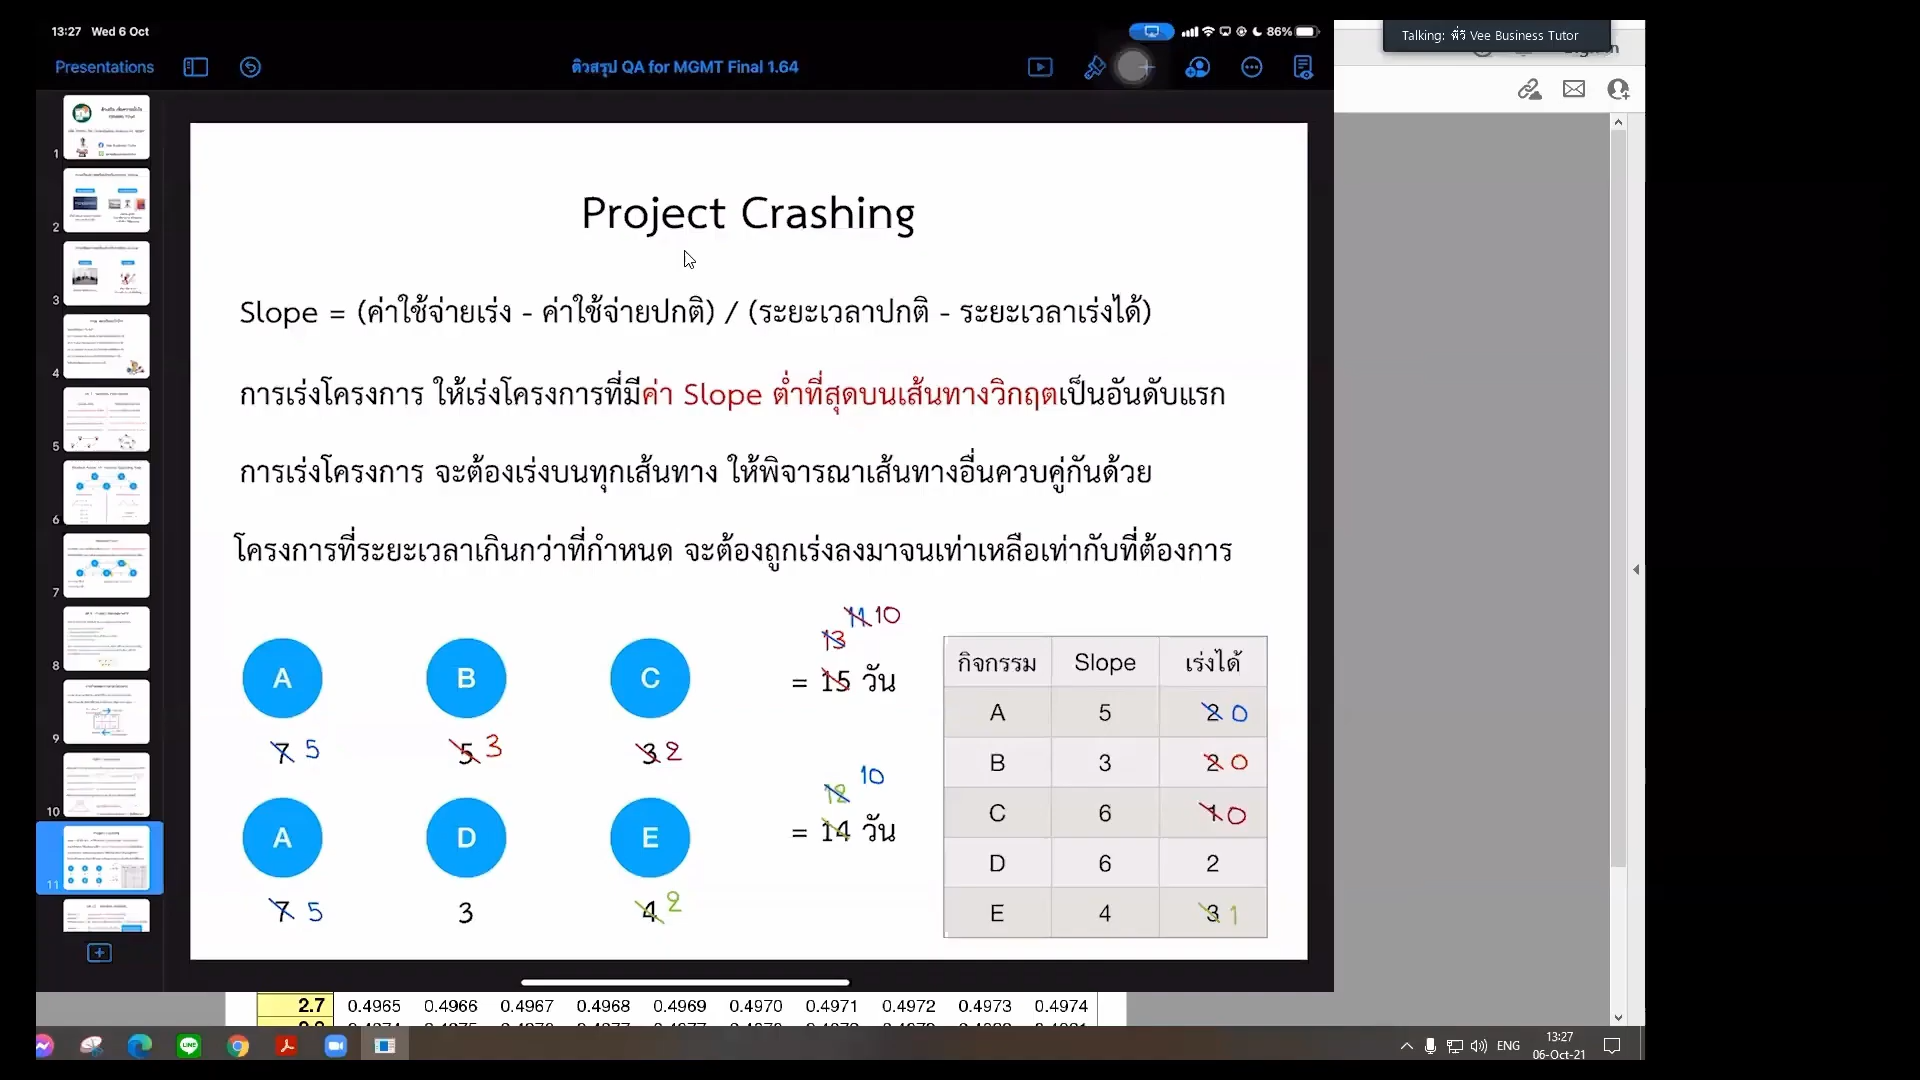 13:27 Wed 6 Oct
86%
Talking: พี่วี Vee Business Tutor
Presentations
ติวสรุป QA for MGMT Final 1.64
1
2
3
4
5
6
7
8
9
10
11
Project Crashing
Slope = (ค่าใช้จ่ายเร่ง - ค่าใช้จ่ายปกติ) / (ระยะเวลาปกติ - ระยะเวลาเร่งได้)
การเร่งโครงการ ให้เร่งโครงการที่มีค่า Slope ต่ำที่สุดบนเส้นทางวิกฤตเป็นอันดับแรก
การเร่งโครงการ จะต้องเร่งบนทุกเส้นทาง ให้พิจารณาเส้นทางอื่นควบคู่กันด้วย
โครงการที่ระยะเวลาเกินกว่าที่กำหนด จะต้องถูกเร่งลงมาจนเท่าเหลือเท่ากับที่ต้องการ
11 10
13
A B C = 15 วัน
7 5 5 3 3 2
10
12
A D E = 14 วัน
7 5 3 4 2
กิจกรรม Slope เร่งได้
A 5 2 0
B 3 2 0
C 6 1 0
D 6 2
E 4 3 1
2.7 0.4965 0.4966 0.4967 0.4968 0.4969 0.4970 0.4971 0.4972 0.4973 0.4974
ENG
13:27
06-Oct-21